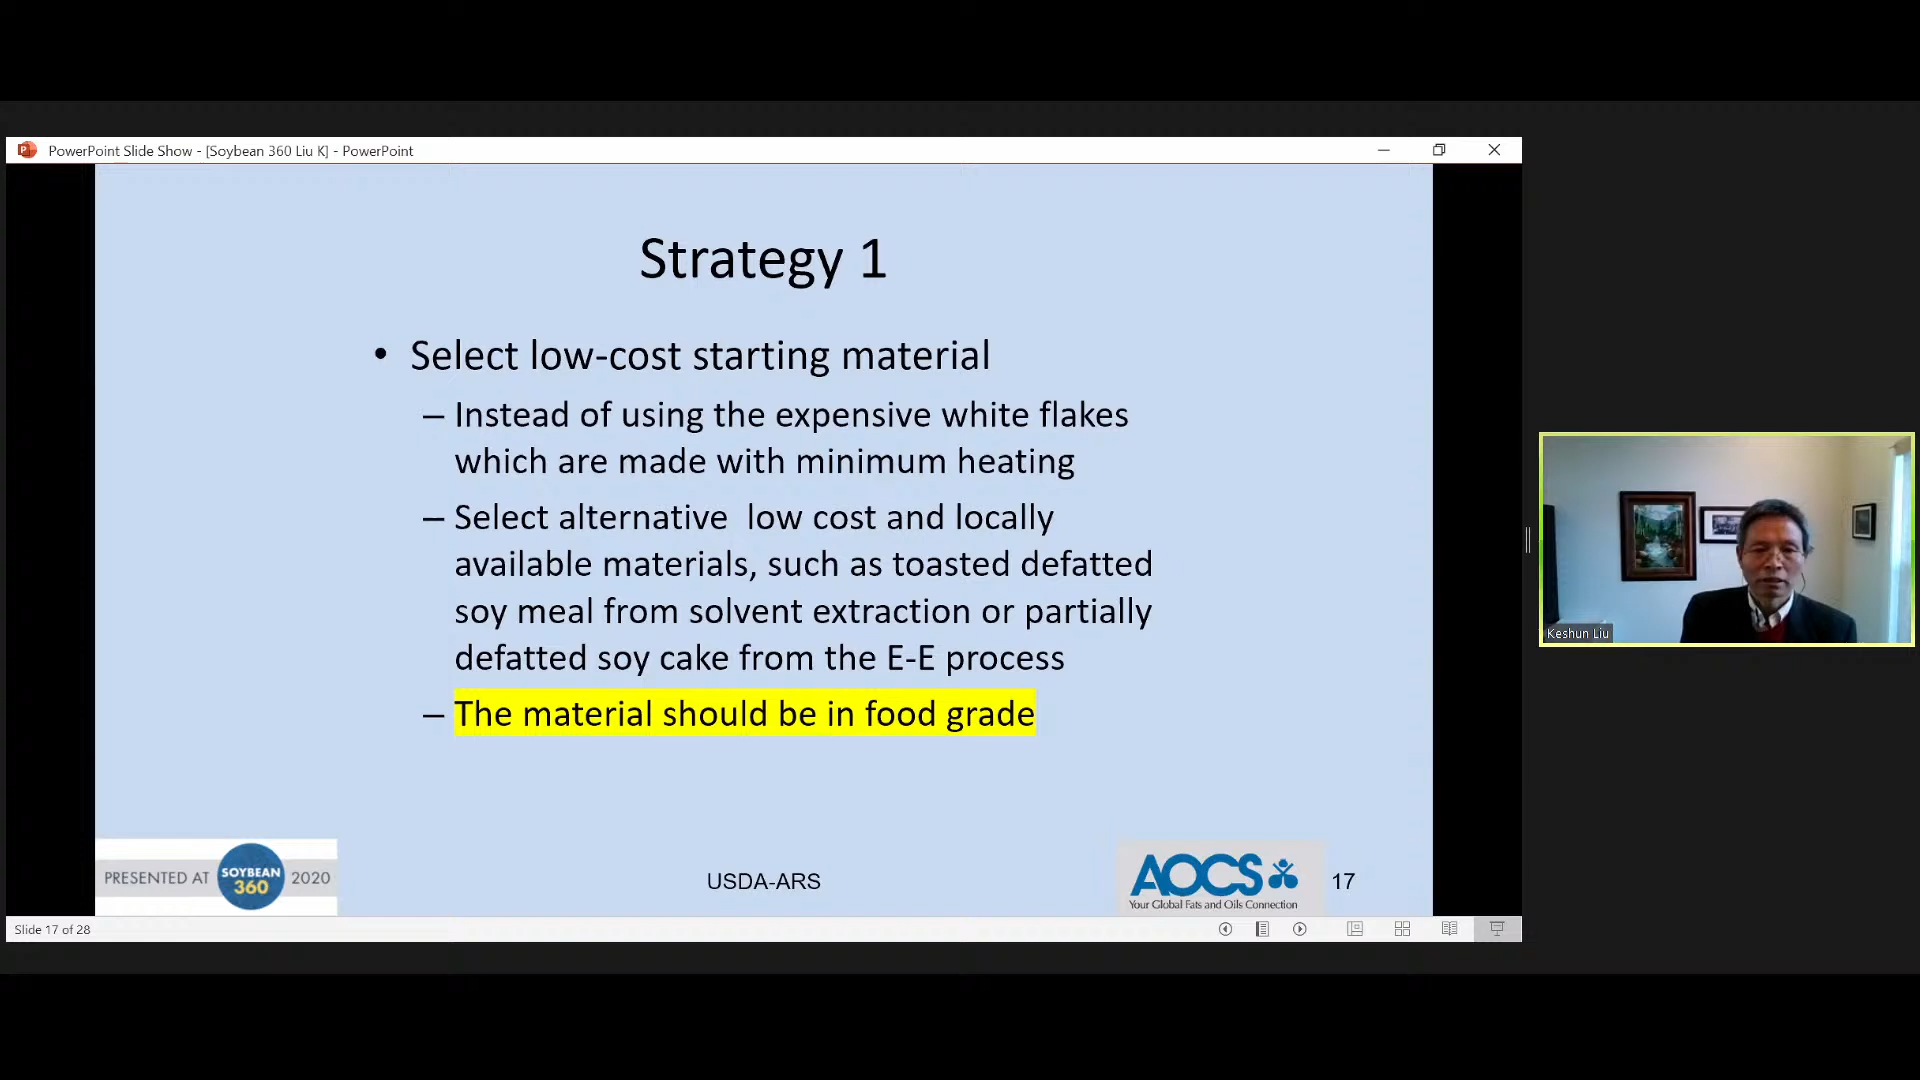 PowerPoint Slide Show - [Soybean 360 Liu K] - PowerPoint
Strategy 1
• Select low-cost starting material
– Instead of using the expensive white flakes
which are made with minimum heating
– Select alternative  low cost and locally
available materials, such as toasted defatted
soy meal from solvent extraction or partially
defatted soy cake from the E-E process
– The material should be in food grade
Keshun Liu
PRESENTED AT SOYBEAN 360 2020
USDA-ARS
AOCS
Your Global Fats and Oils Connection
17
Slide 17 of 28